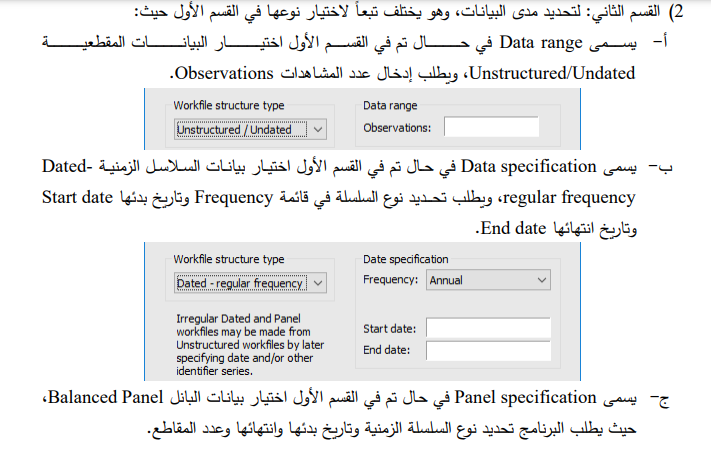 2) القسم الثاني: لتحديد مدى البيانات، وهو يختلف تبعاً لاختيار نوعها في القسم الأول حيث:
أ- يسمى Data range في حال تم في القسم الأول اختيار البيانات المقطعية
Unstructured/Undated، ويطلب إدخال عدد المشاهدات Observations.
Workfile structure type
Unstructured / Undated
Data range
Observations:
ب- يسمى Data specification في حال تم في القسم الأول اختيار بيانات السلاسل الزمنية Dated-
regular frequency، ويطلب تحديد نوع السلسلة في قائمة Frequency وتاريخ بدئها Start date
وتاريخ انتهائها End date.
Workfile structure type
Dated - regular frequency
Irregular Dated and Panel
workfiles may be made from
Unstructured workfiles by later
specifying date and/or other
identifier series.
Date specification
Frequency: Annual
Start date:
End date:
ج- يسمى Panel specification في حال تم في القسم الأول اختيار بيانات البانل Balanced Panel،
حيث يطلب البرنامج تحديد نوع السلسلة الزمنية وتاريخ بدئها وانتهائها وعدد المقاطع.